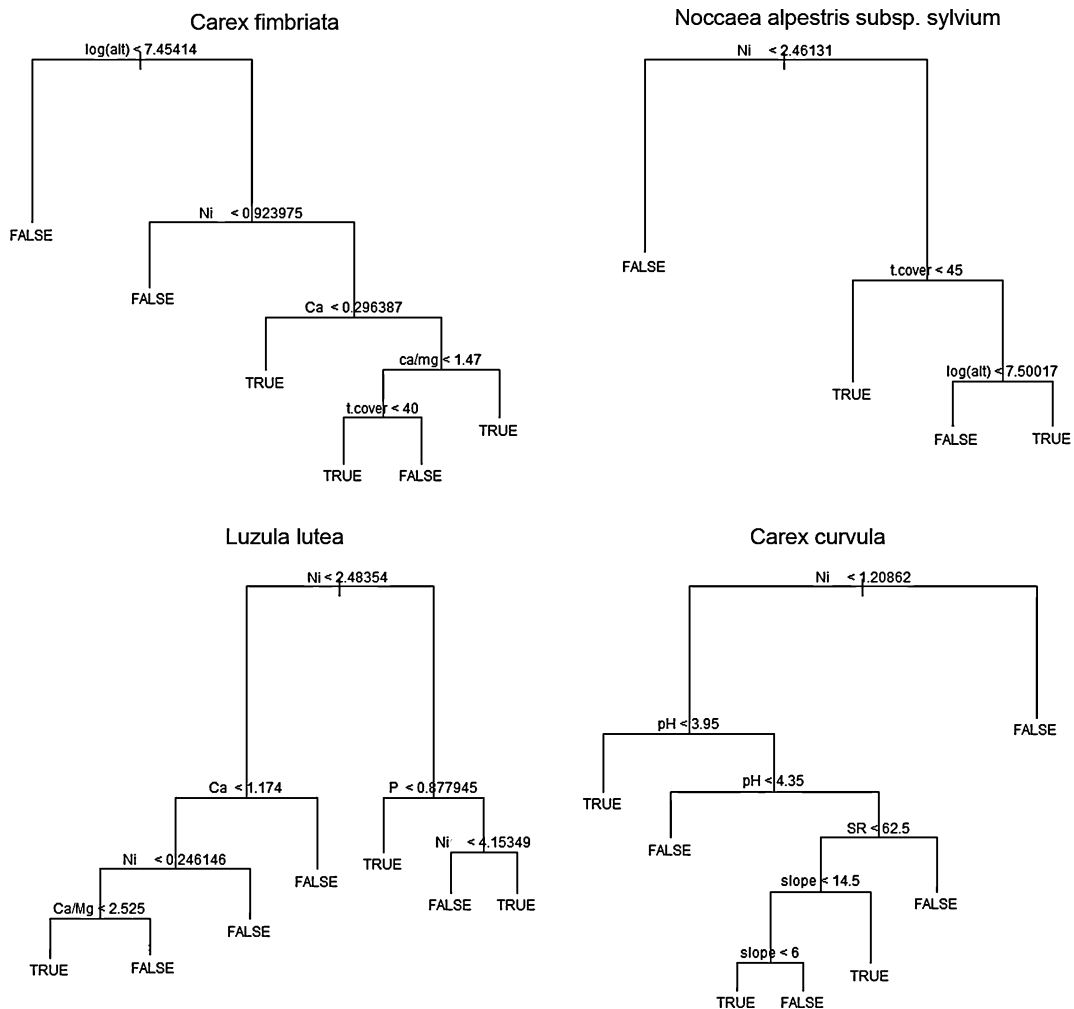 Carex fimbriata
log(alt) < 7.45414
FALSE
Ni < 0.923975
FALSE
Ca < 0.296387
TRUE
ca/mg < 1.47
t.cover < 40
TRUE
TRUE
FALSE
Noccaea alpestris subsp. sylvium
Ni < 2.46131
FALSE
t.cover < 45
TRUE
log(alt) < 7.50017
FALSE
TRUE
Luzula lutea
Ni < 2.48354
Ca < 1.174
P < 0.877945
Ni < 4.15349
TRUE
Ni < 0.246146
FALSE
FALSE
TRUE
Ca/Mg < 2.525
FALSE
TRUE
FALSE
Carex curvula
Ni < 1.20862
FALSE
pH < 3.95
TRUE
pH < 4.35
FALSE
SR < 62.5
slope < 14.5
FALSE
slope < 6
TRUE
TRUE
FALSE